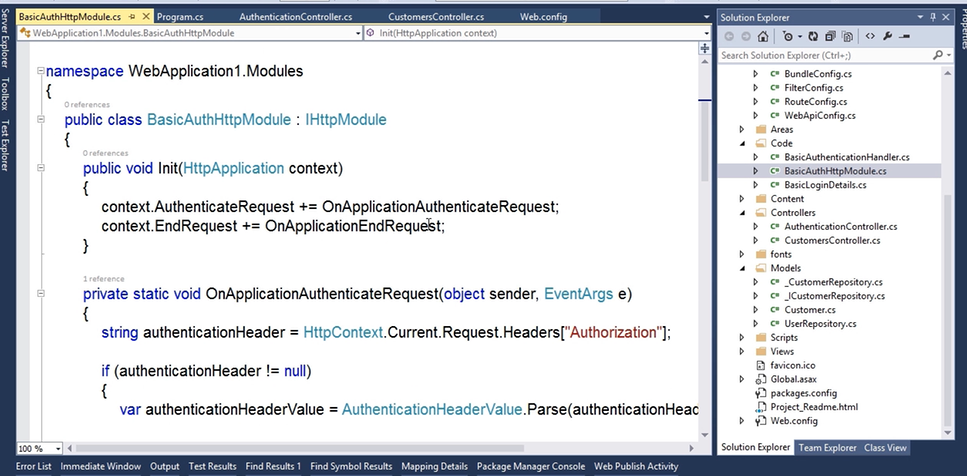 BasicAuthHttpModule.cs
Program.cs
AuthenticationController.cs
CustomersController.cs
Web.config
WebApplication1.Modules.BasicAuthHttpModule
Init(HttpApplication context)
Server Explorer
Toolbox
Test Explorer
namespace WebApplication1.Modules
{
0 references
public class BasicAuthHttpModule : IHttpModule
{
0 references
public void Init(HttpApplication context)
{
context.AuthenticateRequest += OnApplicationAuthenticateRequest;
context.EndRequest += OnApplicationEndRequest;
}
1 reference
private static void OnApplicationAuthenticateRequest(object sender, EventArgs e)
{
string authenticationHeader = HttpContext.Current.Request.Headers["Authorization"];
if (authenticationHeader != null)
{
var authenticationHeaderValue = AuthenticationHeaderValue.Parse(authenticationHeac
100 %
Solution Explorer
Search Solution Explorer (Ctrl+;)
BundleConfig.cs
FilterConfig.cs
RouteConfig.cs
WebApiConfig.cs
Areas
Code
BasicAuthenticationHandler.cs
BasicAuthHttpModule.cs
BasicLoginDetails.cs
Content
Controllers
AuthenticationController.cs
CustomersController.cs
fonts
Models
_CustomerRepository.cs
_ICustomerRepository.cs
Customer.cs
UserRepository.cs
Scripts
Views
favicon.ico
Global.asax
packages.config
Project_Readme.html
Web.config
Solution Explorer
Team Explorer
Class View
Properties
Error List
Immediate Window
Output
Test Results
Find Results 1
Find Symbol Results
Mapping Details
Package Manager Console
Web Publish Activity